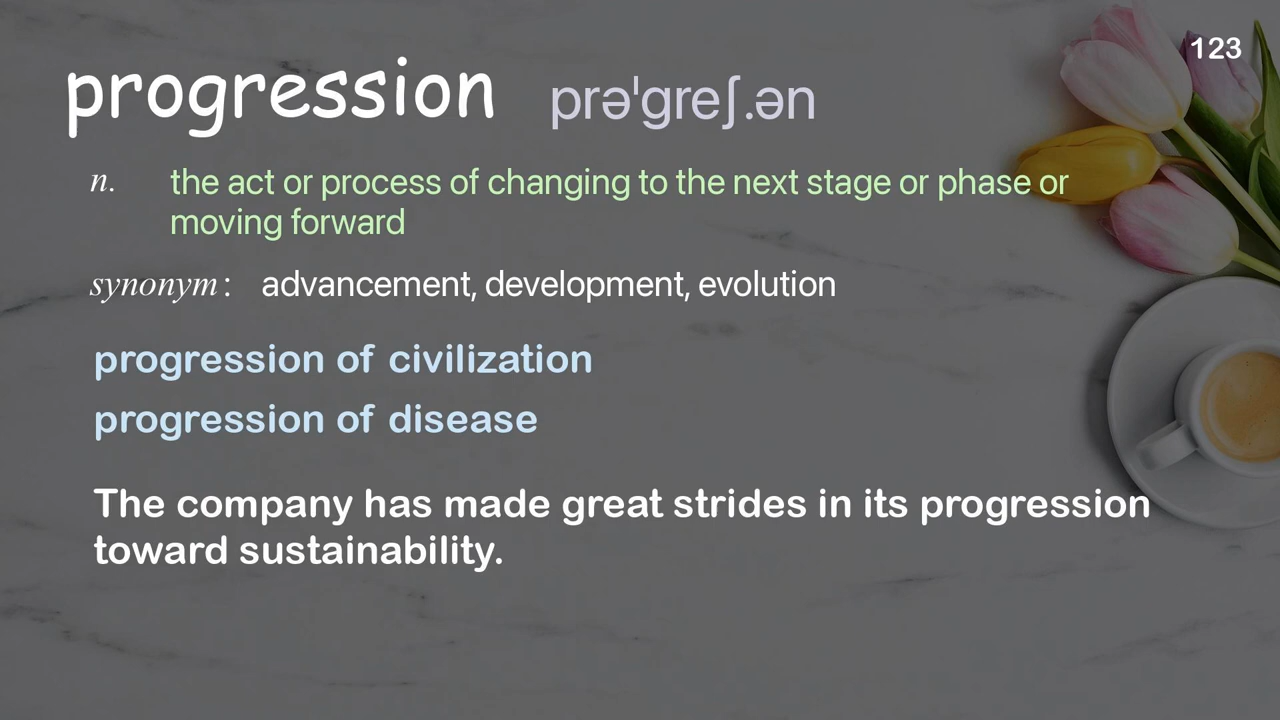 123
progression prə'greʃ.ən
n. the act or process of changing to the next stage or phase or
moving forward
synonym: advancement, development, evolution
progression of civilization
progression of disease
The company has made great strides in its progression
toward sustainability.